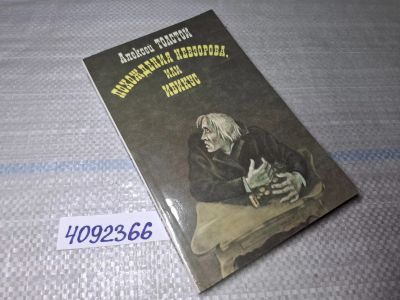 Алексей ТОЛСТОЙ
ПОХОЖДЕНИЯ НЕВЗОРОВА,
ИЛИ
ИБИКУС
4092366